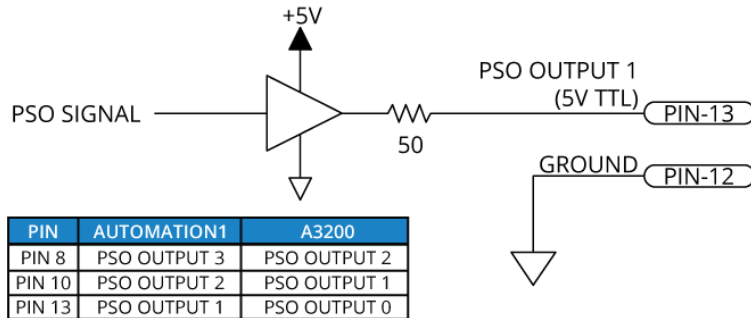 +5V
PSO OUTPUT 1
(5V TTL)
PSO SIGNAL
PIN-13
50
GROUND
PIN-12
PIN AUTOMATION1 A3200
PIN 8 PSO OUTPUT 3 PSO OUTPUT 2
PIN 10 PSO OUTPUT 2 PSO OUTPUT 1
PIN 13 PSO OUTPUT 1 PSO OUTPUT 0